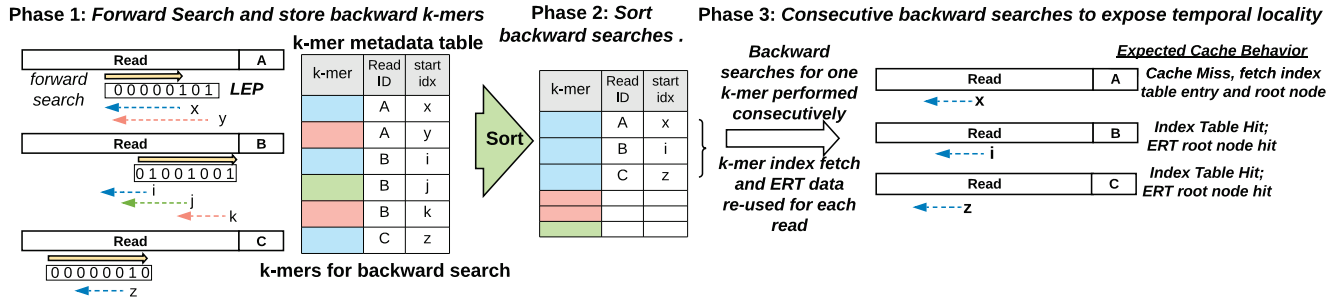 Phase 1: Forward Search and store backward k-mers
Read A
forward search
0 0 0 0 0 1 0 1 LEP
x
y
Read B
0 1 0 0 1 0 0 1
i
j
k
Read C
0 0 0 0 0 0 1 0
z
k-mer metadata table
k-mer Read ID start idx
A x
A y
B i
B j
B k
C z
k-mers for backward search
Phase 2: Sort
backward searches .
Sort
k-mer Read ID start idx
A x
B i
C z
Phase 3: Consecutive backward searches to expose temporal locality
Backward
searches for one
k-mer performed
consecutively
k-mer index fetch
and ERT data
re-used for each
read
Expected Cache Behavior
Read A
x
Cache Miss, fetch index
table entry and root node
Read B
i
Index Table Hit;
ERT root node hit
Read C
z
Index Table Hit;
ERT root node hit